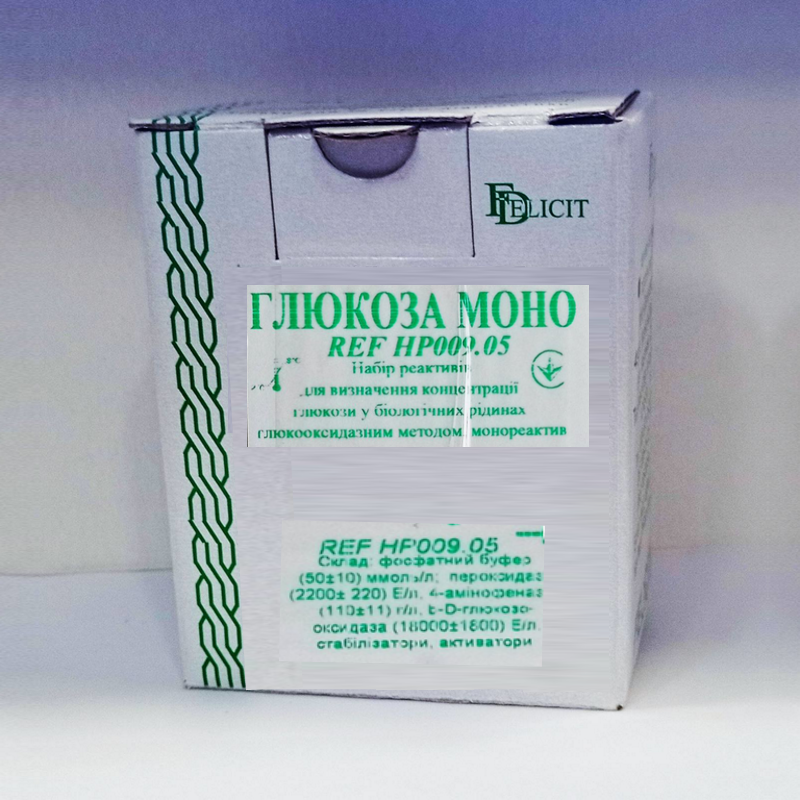 FD ELICIT
ГЛЮКОЗА МОНО
REF HP009.05
Набір реактивів
для визначення концентрації
глюкози у біологічних рідинах
глюкооксидазним методом, монореактив
REF HP009.05
Склад: фосфатний буфер
(50±10) ммоль/л; пероксидаз
(2200± 220) Е/л, 4-амінофеназ
(110±11) г/л, b-D-глюкозо-
оксидаза (18000±1800) Е/л,
стабілізатори, активатори